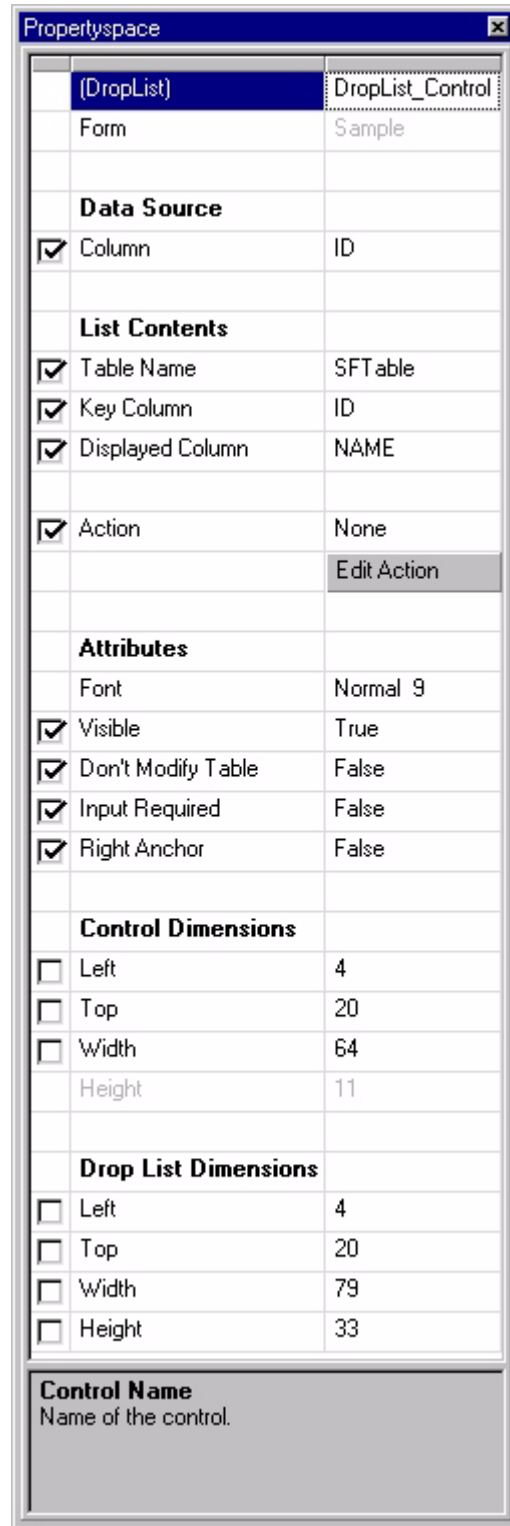 Propertyspace
(DropList) DropList_Control
Form Sample
Data Source
Column ID
List Contents
Table Name SFTable
Key Column ID
Displayed Column NAME
Action None
Edit Action
Attributes
Font Normal 9
Visible True
Don't Modify Table False
Input Required False
Right Anchor False
Control Dimensions
Left 4
Top 20
Width 64
Height 11
Drop List Dimensions
Left 4
Top 20
Width 79
Height 33
Control Name
Name of the control.